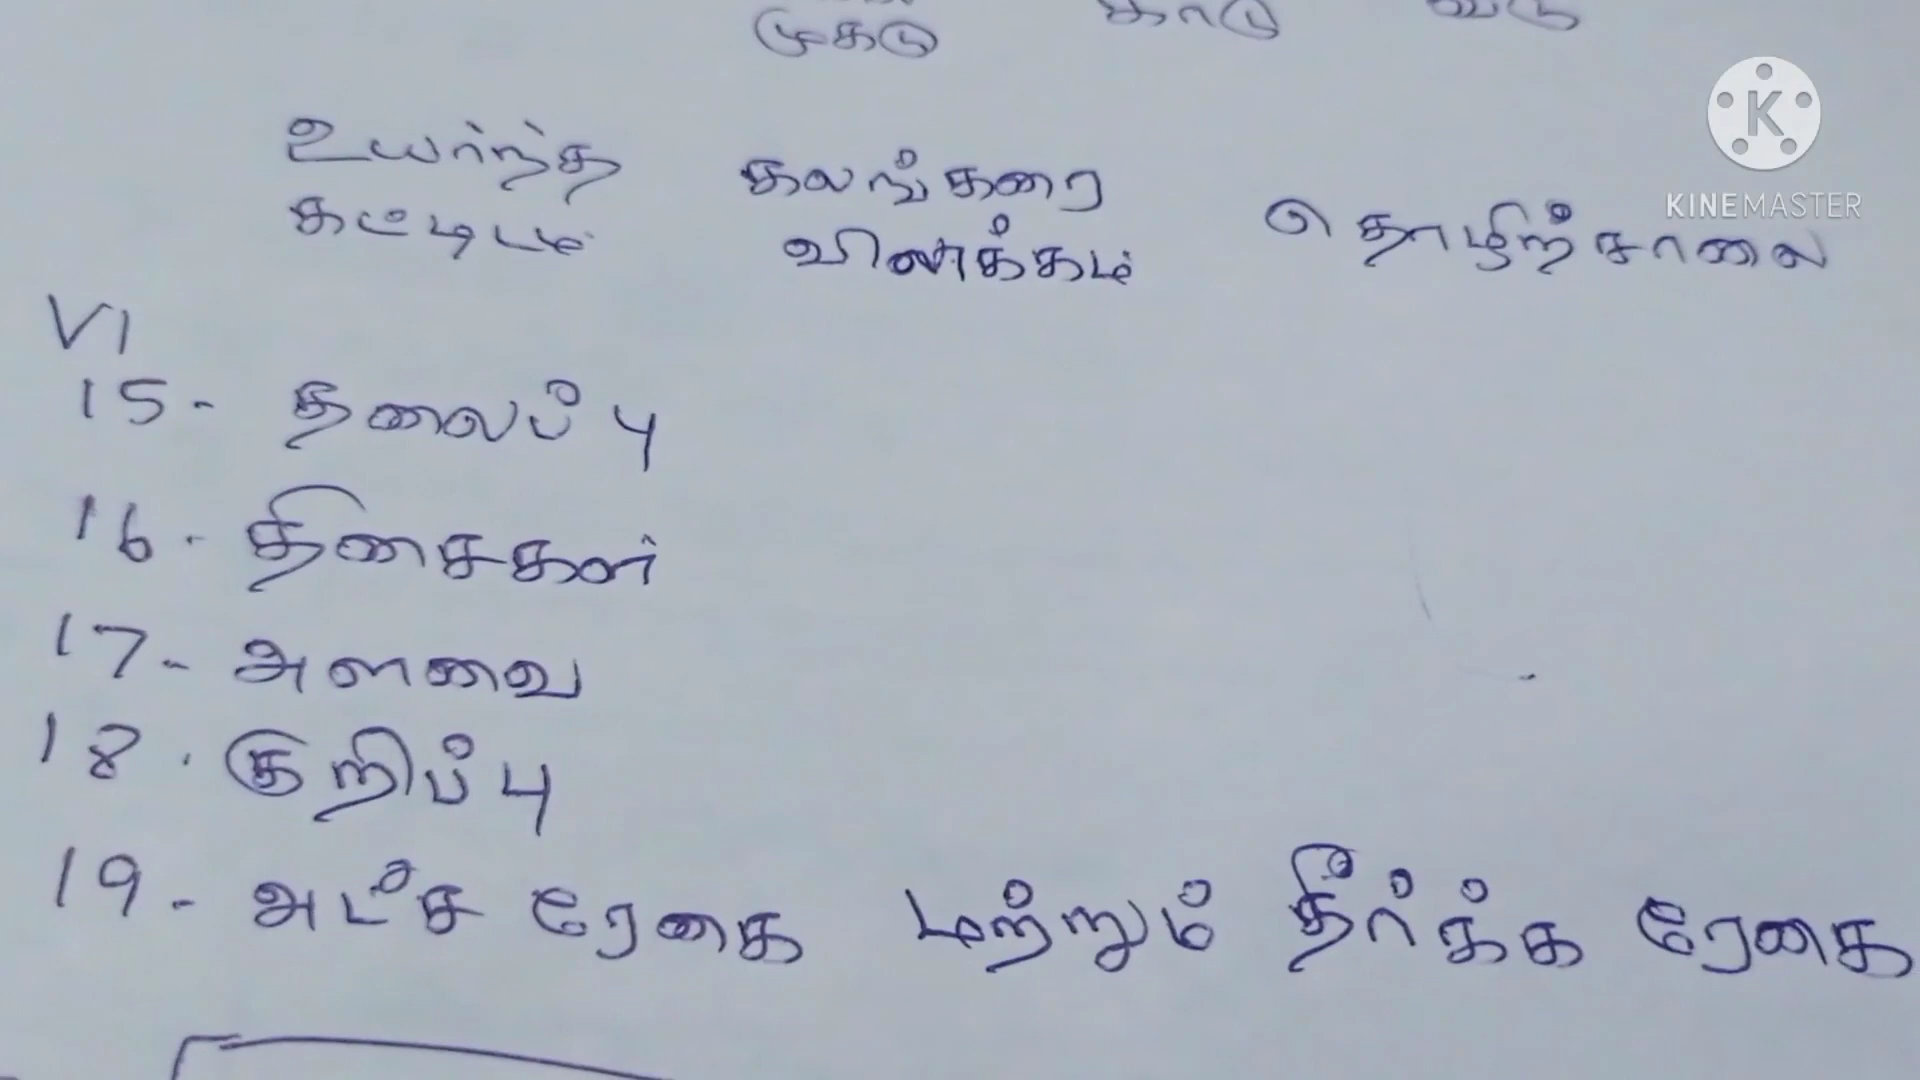 முகடு காடு
உயர்ந்த கலங்கரை தொழிற்சாலை
கட்டிடம் விளக்கம்
VI
15- தலைப்பு
16. திசைகள்
17- அளவை
18. குறிப்பு
19- அட்ச ரேகை மற்றும் தீர்க்க ரேகை
K
KINEMASTER